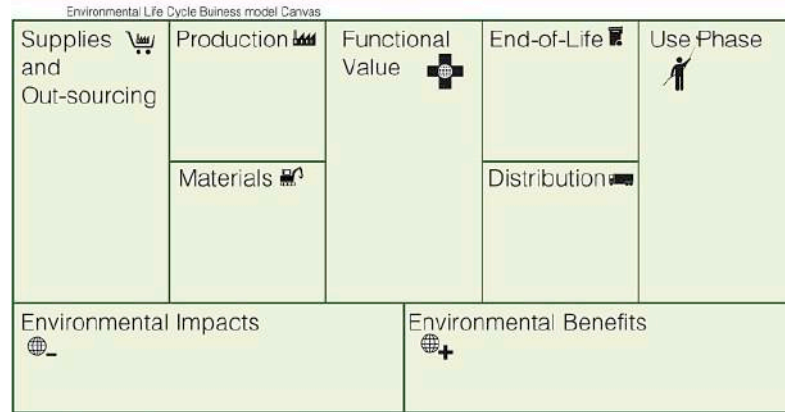 Environmental Life Cycle Buiness model Canvas
Supplies
and
Out-sourcing
Production
Materials
Functional
Value
End-of-Life
Distribution
Use Phase
Environmental Impacts
Environmental Benefits